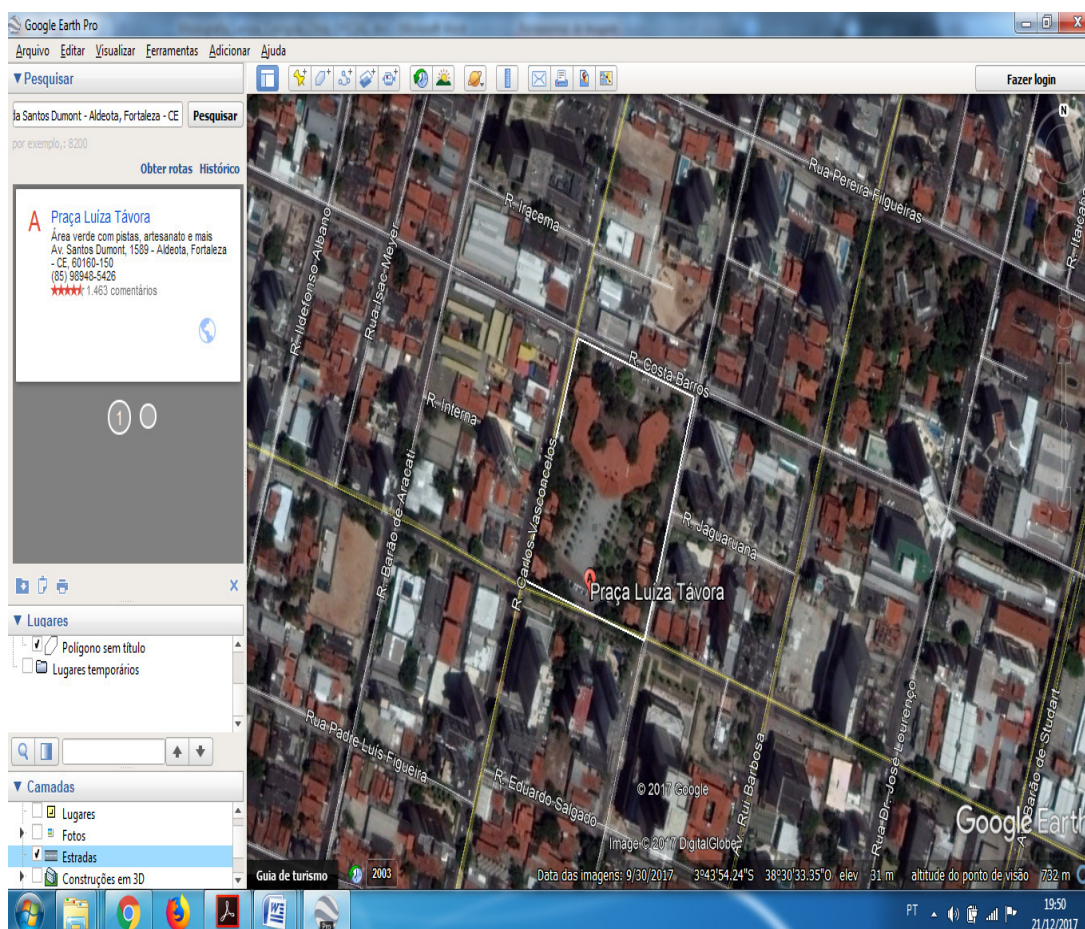 Google Earth Pro
Arquivo Editar Visualizar Ferramentas Adicionar Ajuda
Pesquisar
Fazer login
la Santos Dumont - Aldeota, Fortaleza - CE Pesquisar
por exemplo,: 8200
Obter rotas Histórico
A Praça Luíza Távora
Área verde com pistas, artesanato e mais
Av. Santos Dumont, 1589 - Aldeota, Fortaleza
- CE, 60160-150
(85) 98948-5426
1.463 comentários
1
Lugares
Polígono sem título
Lugares temporários
Camadas
Lugares
Fotos
Estradas
Construções em 3D
N
Rua Pereira Filgueiras
R. Iracema
R. Ildefonso Albano
Rua Isac Meyer
R. Costa Barros
R. Interna
R. Barão de Aracati
R. Carlos Vasconcelos
R. Jaguaruana
A
Praça Luíza Távora
Rua Padre Luís Figueira
R. Eduardo Salgado
Av. Rui Barbosa
Rua Dr. José Lourenço
Av. Barão de Studart
© 2017 Google
Image © 2017 DigitalGlobe
Google Earth
Guia de turismo 2003 Data das imagens: 9/30/2017 3°43'54.24"S 38°30'33.35"O elev 31 m altitude do ponto de visão 732 m
PT 19:50
21/12/2017